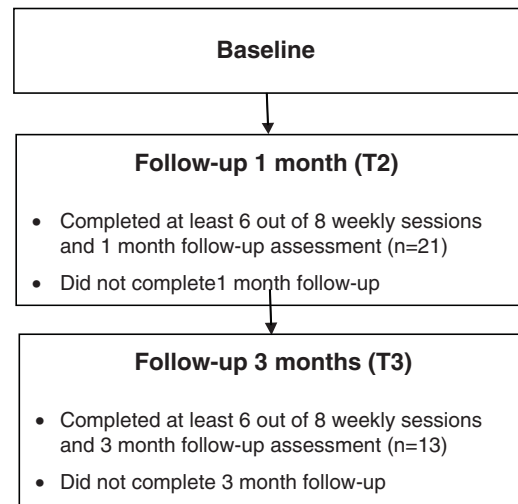 Baseline
Follow-up 1 month (T2)
• Completed at least 6 out of 8 weekly sessions
and 1 month follow-up assessment (n=21)
• Did not complete1 month follow-up
Follow-up 3 months (T3)
• Completed at least 6 out of 8 weekly sessions
and 3 month follow-up assessment (n=13)
• Did not complete 3 month follow-up